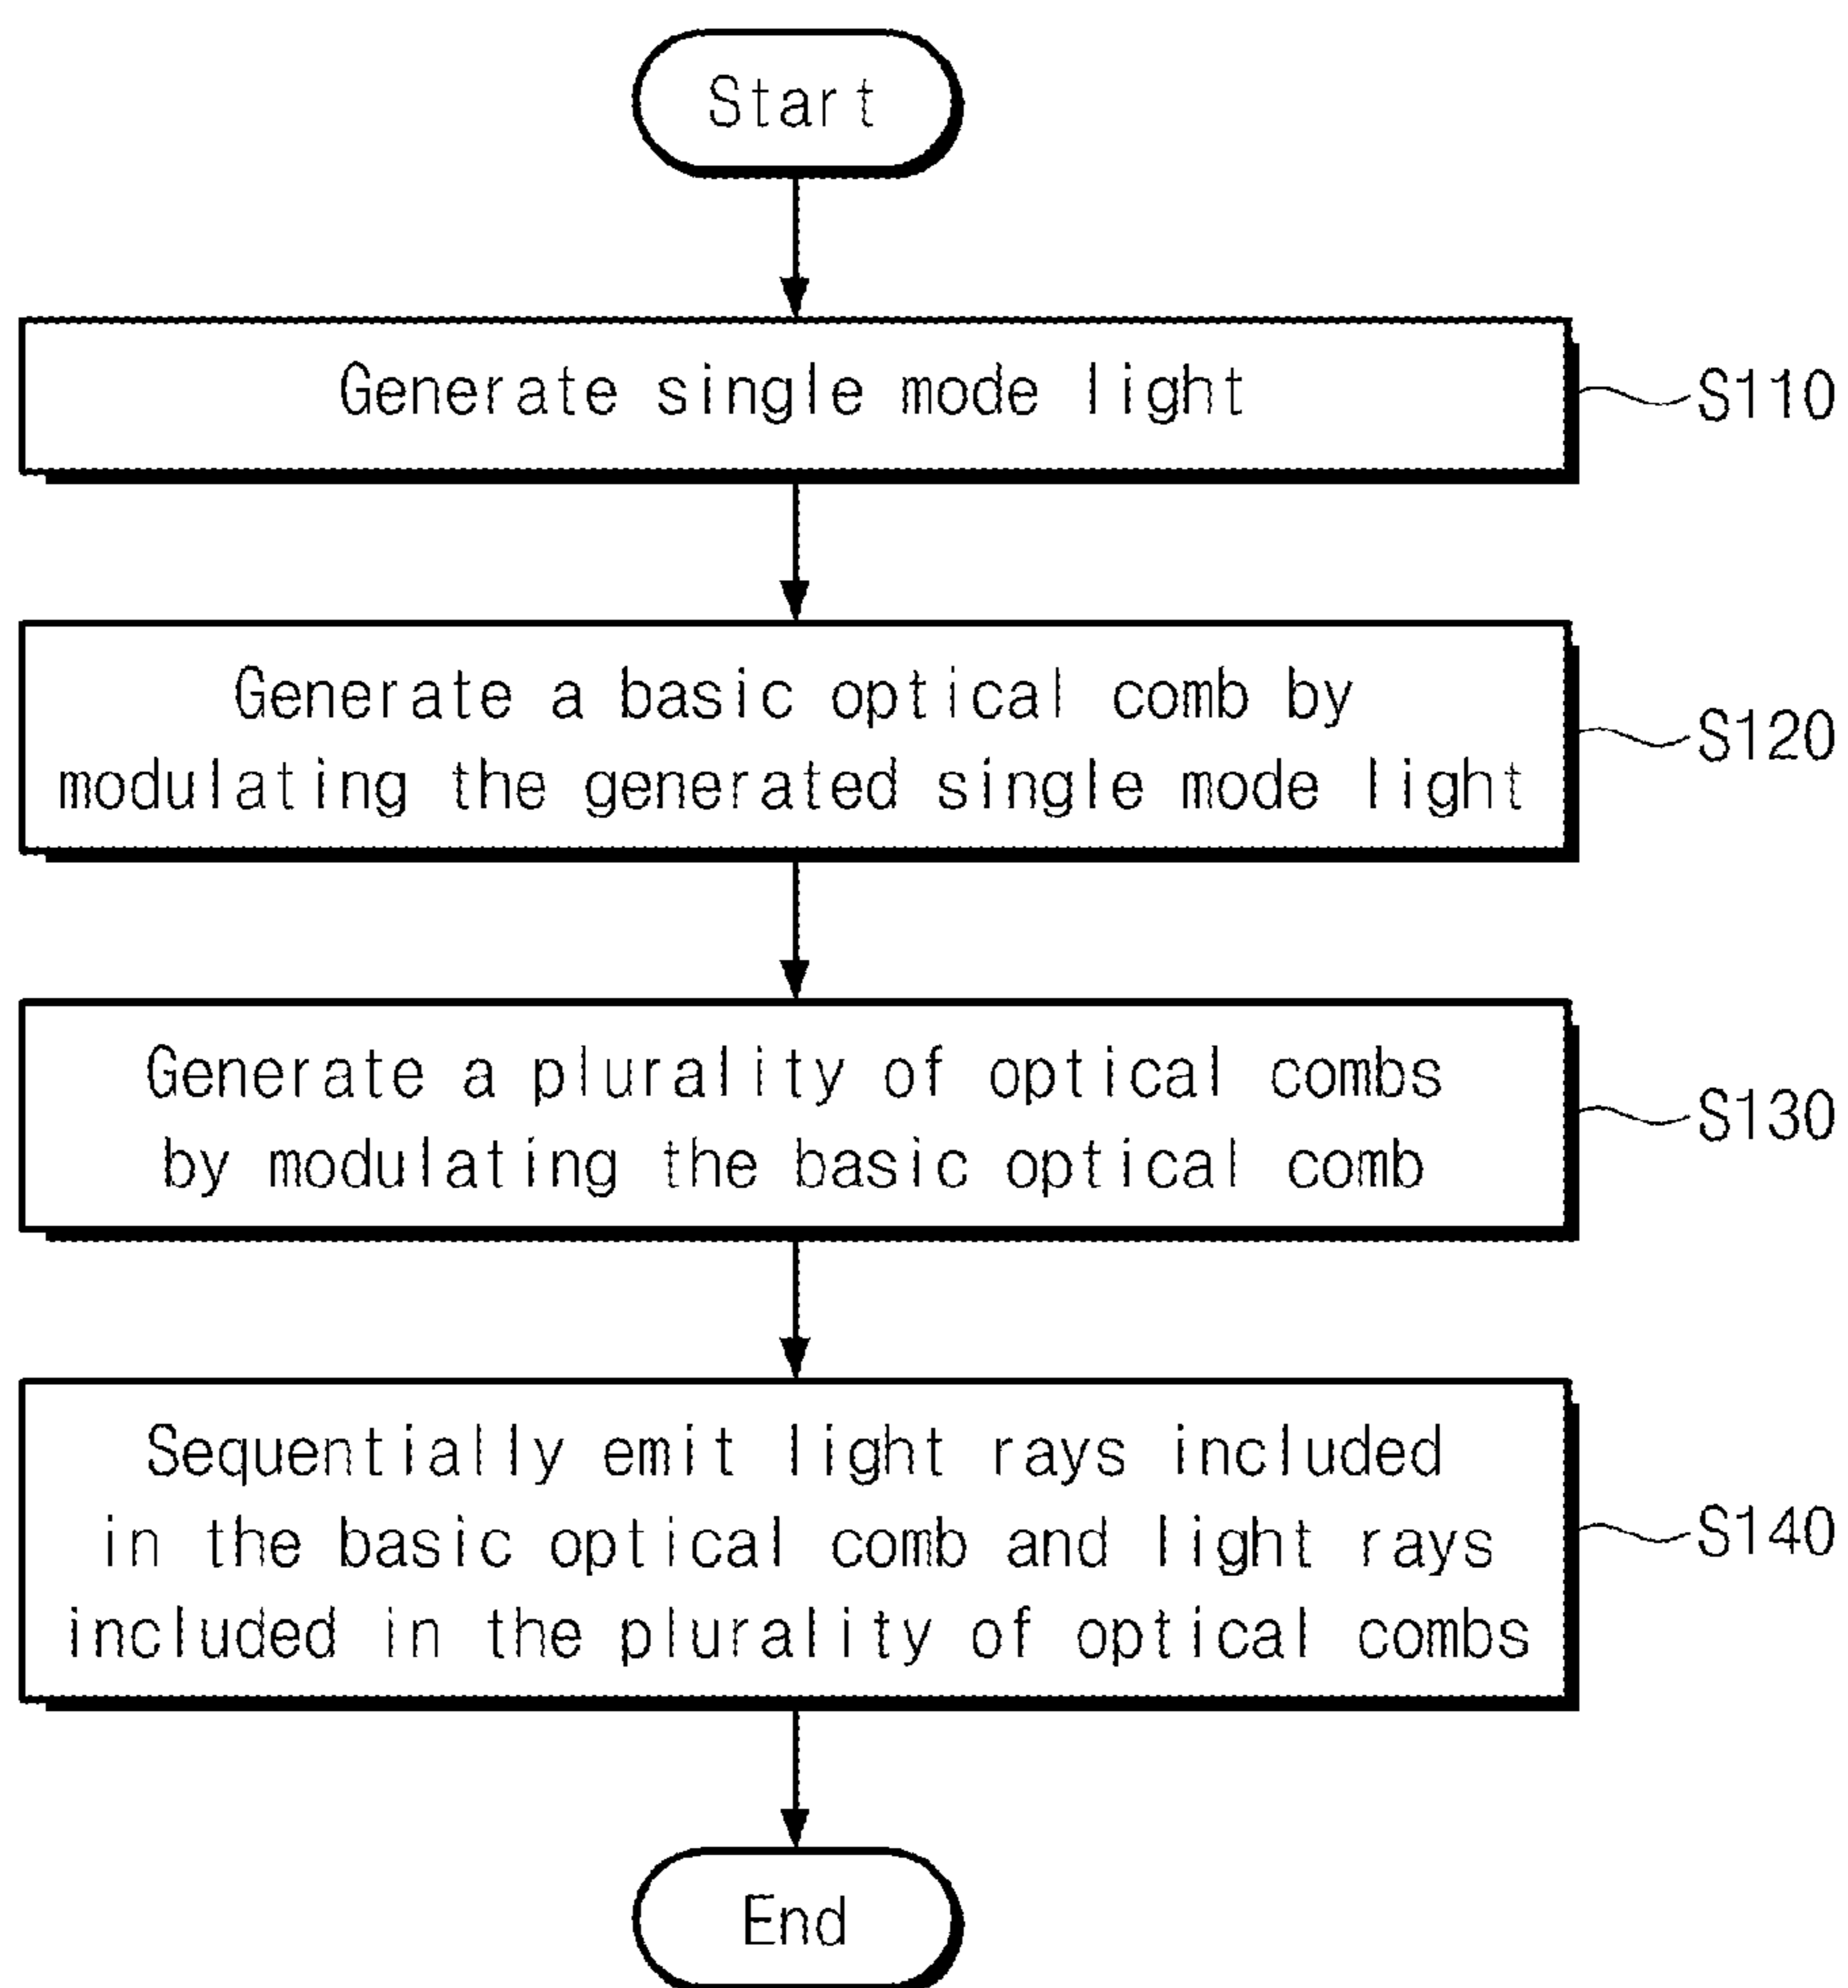 Start
Generate single mode light
S110
Generate a basic optical comb by
modulating the generated single mode light
S120
Generate a plurality of optical combs
by modulating the basic optical comb
S130
Sequentially emit light rays included
in the basic optical comb and light rays
included in the plurality of optical combs
S140
End